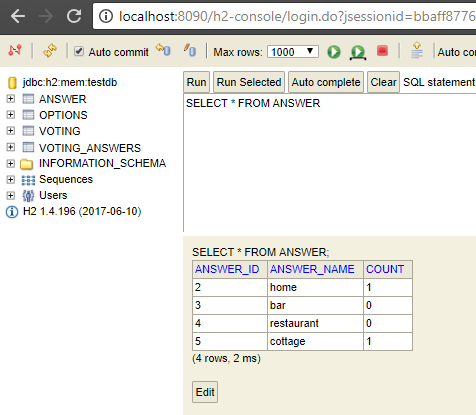 localhost:8090/h2-console/login.do?jsessionid=bbaff8776
Auto commit Max rows: 1000 Auto co
jdbc:h2:mem:testdb
ANSWER
OPTIONS
VOTING
VOTING_ANSWERS
INFORMATION_SCHEMA
Sequences
Users
H2 1.4.196 (2017-06-10)
Run Run Selected Auto complete Clear SQL statement
SELECT * FROM ANSWER
SELECT * FROM ANSWER;
ANSWER_ID ANSWER_NAME COUNT
2 home 1
3 bar 0
4 restaurant 0
5 cottage 1
(4 rows, 2 ms)
Edit